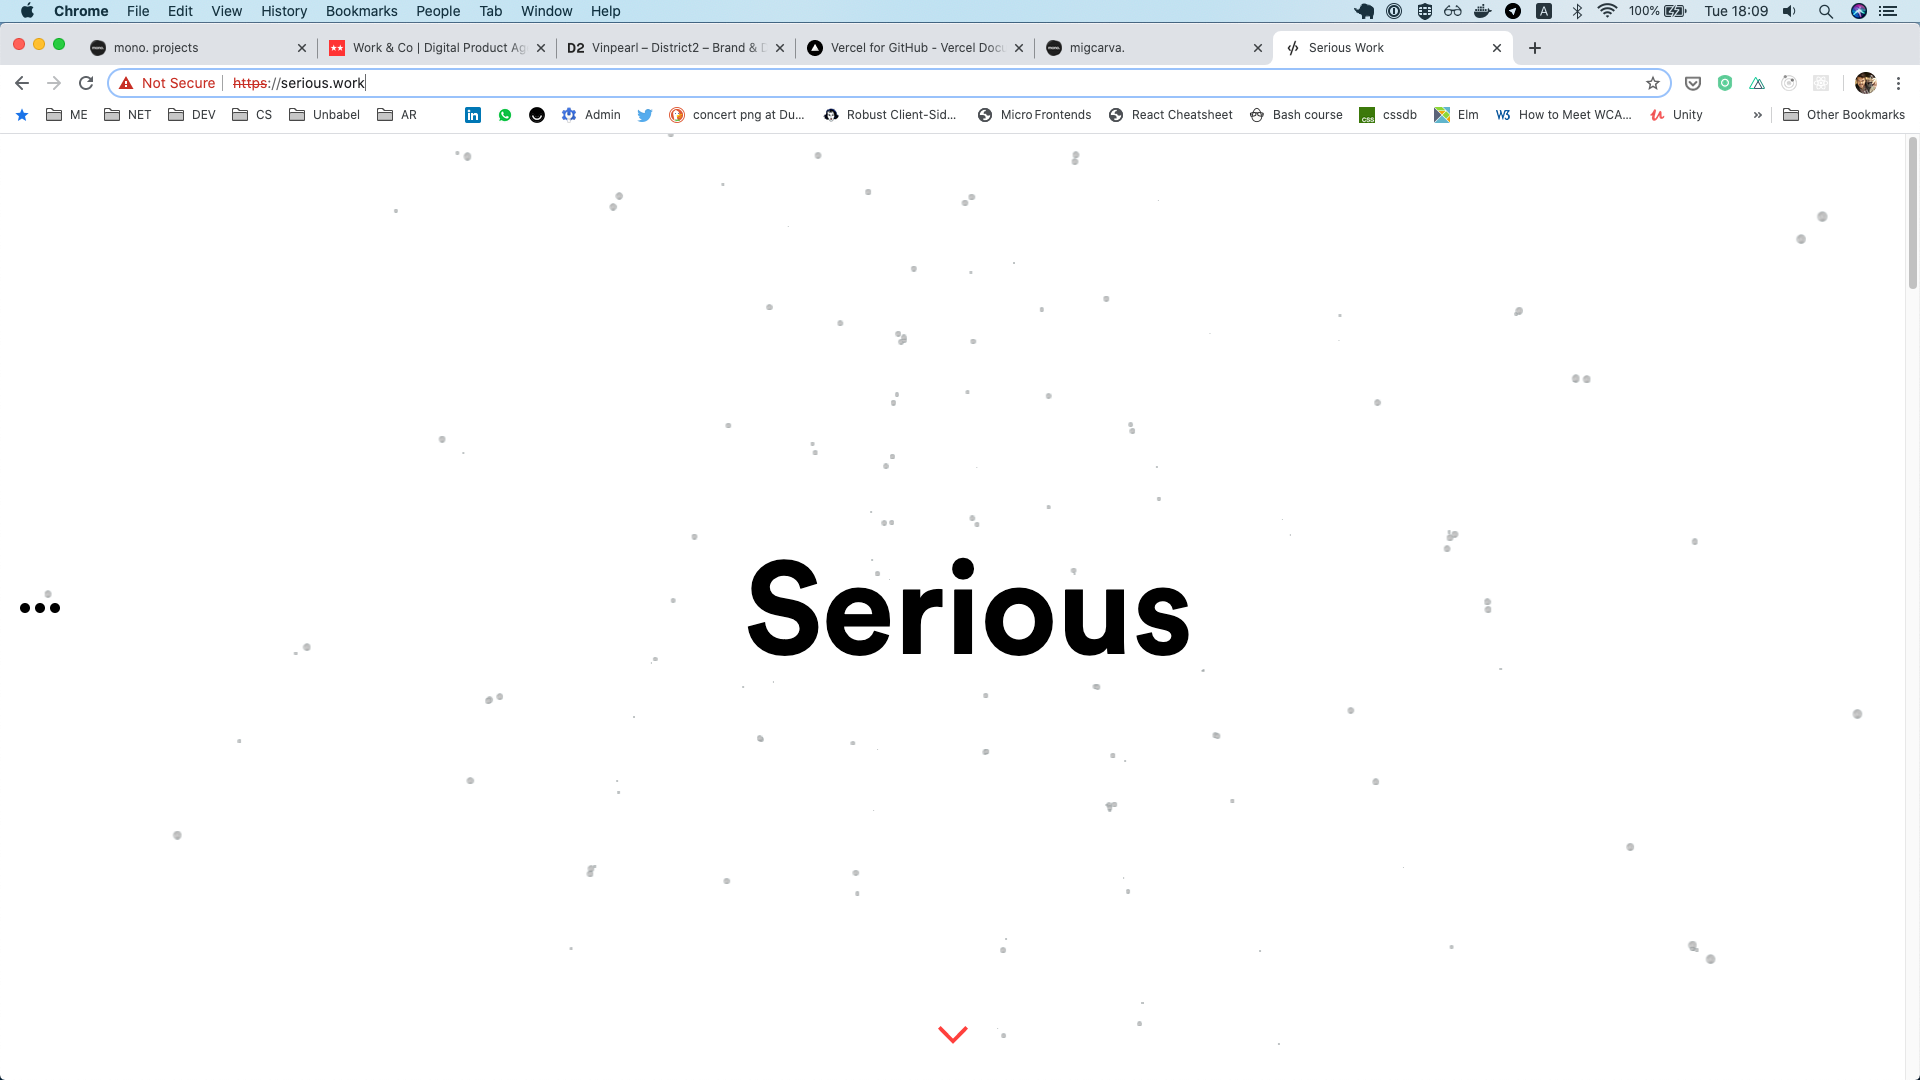 Chrome File Edit View History Bookmarks People Tab Window Help A 100% Tue 18:09
mono. projects Work & Co | Digital Product Ag D2 Vinpearl – District2 – Brand & D Vercel for GitHub - Vercel Docu migcarva. Serious Work
Not Secure https://serious.work
ME NET DEV CS Unbabel AR Admin concert png at Du... Robust Client-Sid... Micro Frontends React Cheatsheet Bash course cssdb Elm W3 How to Meet WCA... Unity » Other Bookmarks
Serious